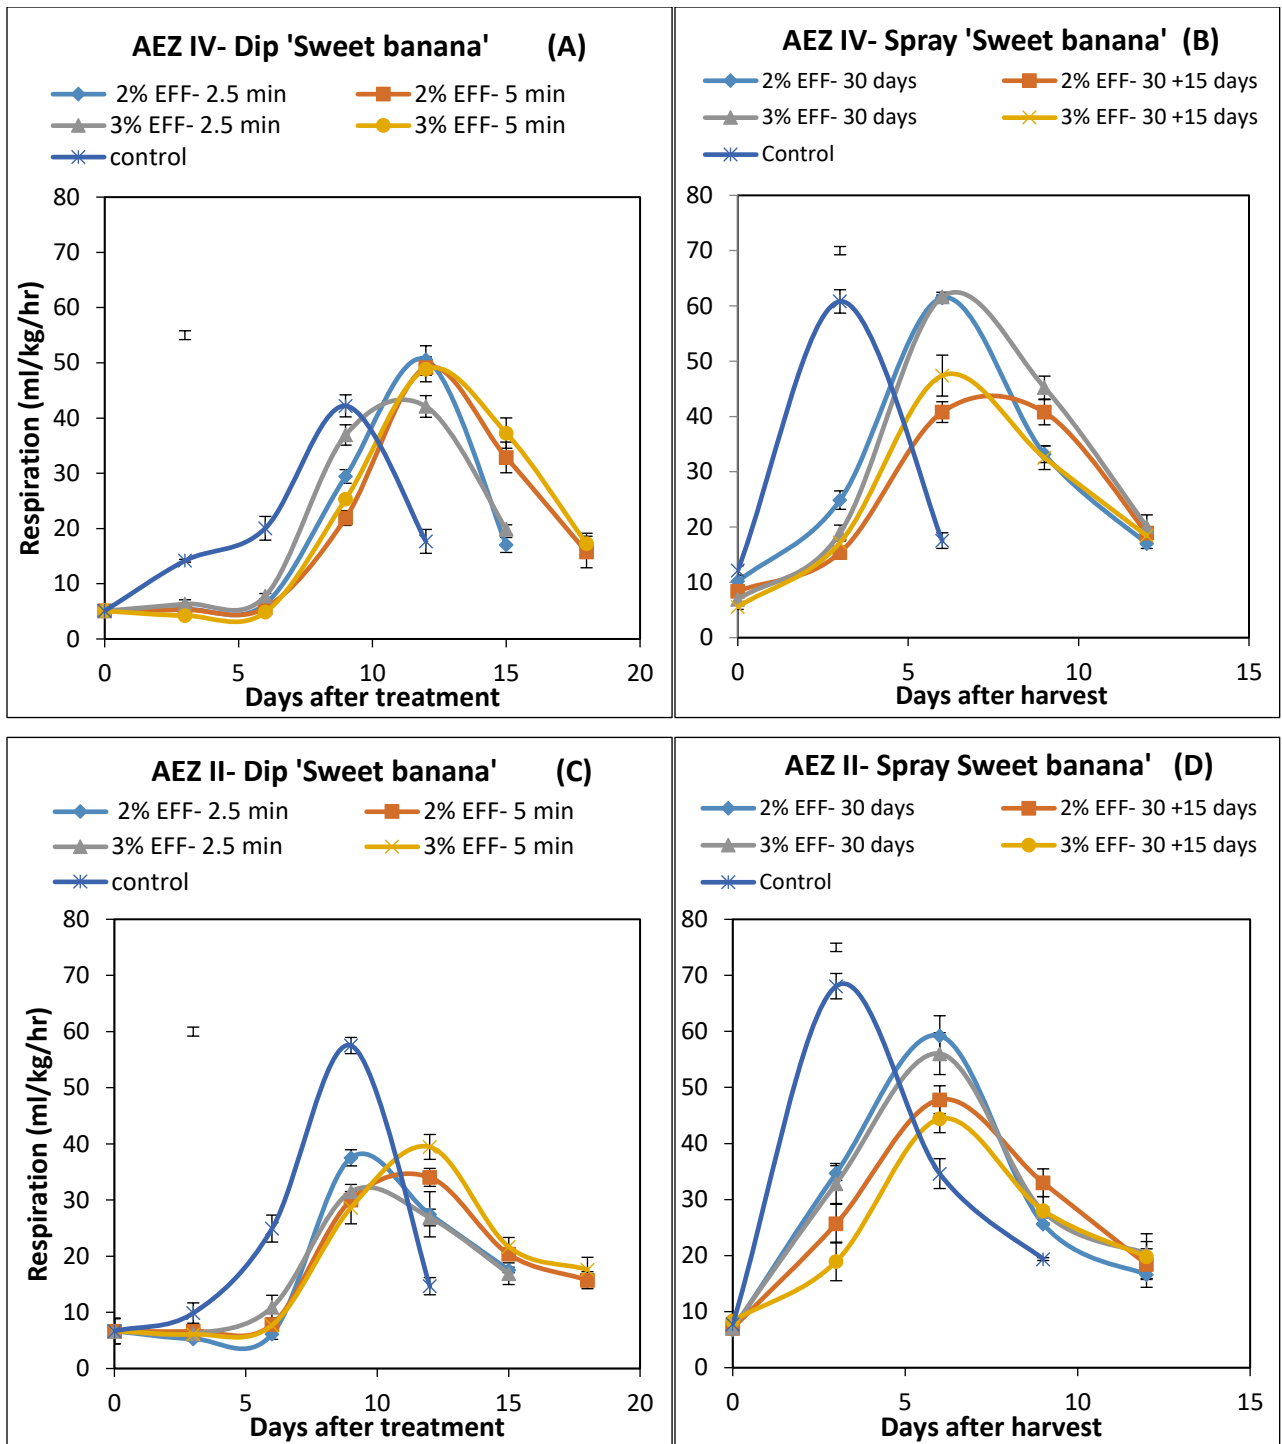 AEZ IV- Dip 'Sweet banana' (A)
2% EFF- 2.5 min
2% EFF- 5 min
3% EFF- 2.5 min
3% EFF- 5 min
control
80
70
60
50
40
30
20
10
0
Respiration (ml/kg/hr)
0 5 10 15 20
Days after treatment
AEZ IV- Spray 'Sweet banana' (B)
2% EFF- 30 days
2% EFF- 30 +15 days
3% EFF- 30 days
3% EFF- 30 +15 days
Control
80
70
60
50
40
30
20
10
0
0 5 10 15
Days after harvest
AEZ II- Dip 'Sweet banana' (C)
2% EFF- 2.5 min
2% EFF- 5 min
3% EFF- 2.5 min
3% EFF- 5 min
control
80
70
60
50
40
30
20
10
0
Respiration (ml/kg/hr)
0 5 10 15 20
Days after treatment
AEZ II- Spray Sweet banana' (D)
2% EFF- 30 days
2% EFF- 30 +15 days
3% EFF- 30 days
3% EFF- 30 +15 days
Control
80
70
60
50
40
30
20
10
0
0 5 10 15
Days after harvest